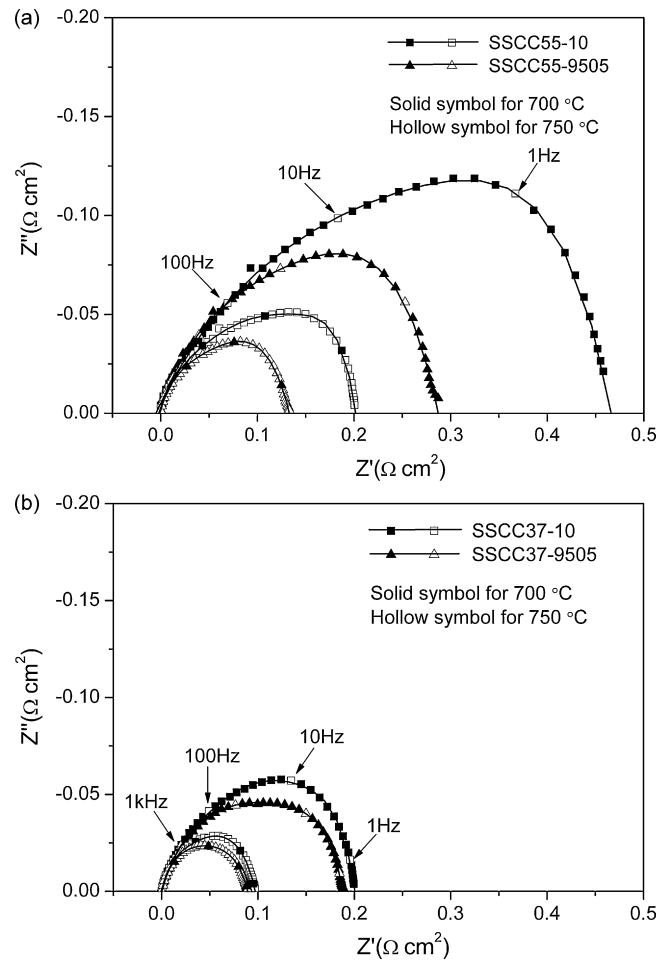 (a)
-0.20
SSCC55-10
SSCC55-9505
-0.15
Solid symbol for 700 °C
Hollow symbol for 750 °C
Z''(Ω cm²)
10Hz
1Hz
-0.10
100Hz
-0.05
0.00
0.0 0.1 0.2 0.3 0.4 0.5
Z'(Ω cm²)
(b)
-0.20
SSCC37-10
SSCC37-9505
-0.15
Solid symbol for 700 °C
Hollow symbol for 750 °C
Z''(Ω cm²)
-0.10
10Hz
100Hz
1kHz
-0.05
1Hz
0.00
0.0 0.1 0.2 0.3 0.4 0.5
Z'(Ω cm²)